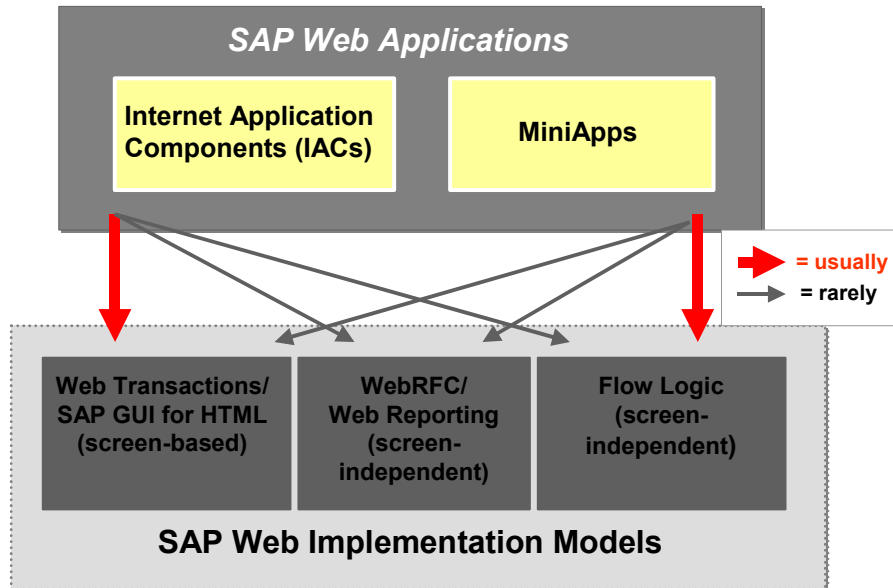 SAP Web Applications
Internet Application
Components (IACs)
MiniApps
= usually
= rarely
Web Transactions/
SAP GUI for HTML
(screen-based)
WebRFC/
Web Reporting
(screen-
independent)
Flow Logic
(screen-
independent)
SAP Web Implementation Models